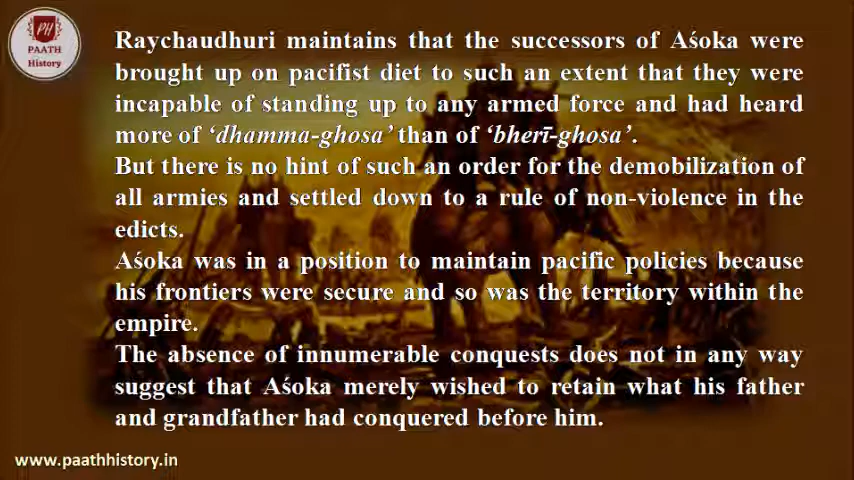 PH
PAATH
History
Raychaudhuri maintains that the successors of Aśoka were
brought up on pacifist diet to such an extent that they were
incapable of standing up to any armed force and had heard
more of ‘dhamma-ghosa’ than of ‘bherī-ghosa’.
But there is no hint of such an order for the demobilization of
all armies and settled down to a rule of non-violence in the
edicts.
Aśoka was in a position to maintain pacific policies because
his frontiers were secure and so was the territory within the
empire.
The absence of innumerable conquests does not in any way
suggest that Aśoka merely wished to retain what his father
and grandfather had conquered before him.
www.paathhistory.in